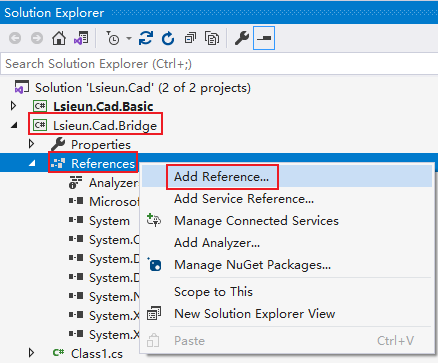 Solution Explorer
Search Solution Explorer (Ctrl+;)
Solution 'Lsieun.Cad' (2 of 2 projects)
C# Lsieun.Cad.Basic
C# Lsieun.Cad.Bridge
Properties
References
Analyzer
Microsof
System
System.C
System.D
System.N
System.X
System.X
Class1.cs
Add Reference...
Add Service Reference...
Manage Connected Services
Add Analyzer...
Manage NuGet Packages...
Scope to This
New Solution Explorer View
Paste Ctrl+V